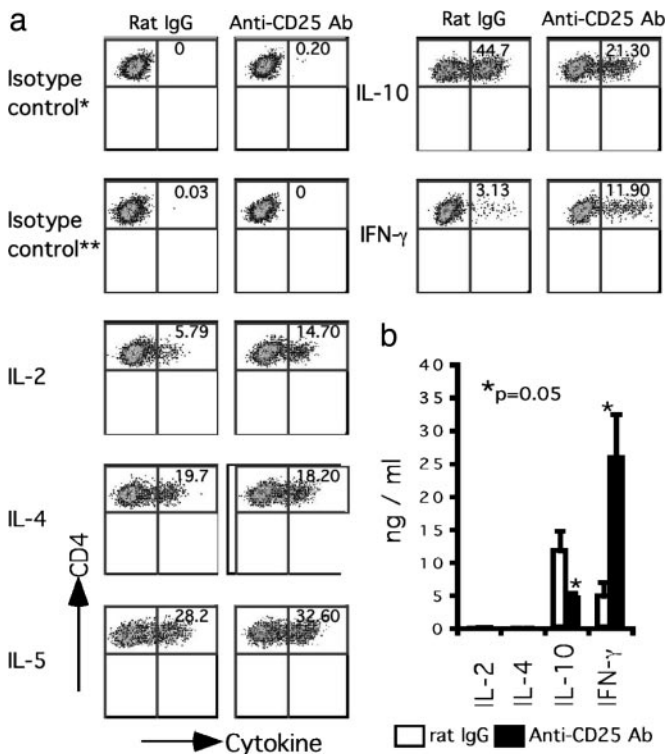 a
Rat IgG Anti-CD25 Ab
Isotype control*
0 0.20
Isotype control**
0.03 0
IL-2
5.79 14.70
IL-4
19.7 18.20
IL-5
28.2 32.60
CD4
Cytokine
Rat IgG Anti-CD25 Ab
IL-10
44.7 21.30
IFN-γ
3.13 11.90
b
40
35
30
25
20
15
10
5
0
ng / ml
*p=0.05
*
*
IL-2
IL-4
IL-10
IFN-γ
rat IgG Anti-CD25 Ab